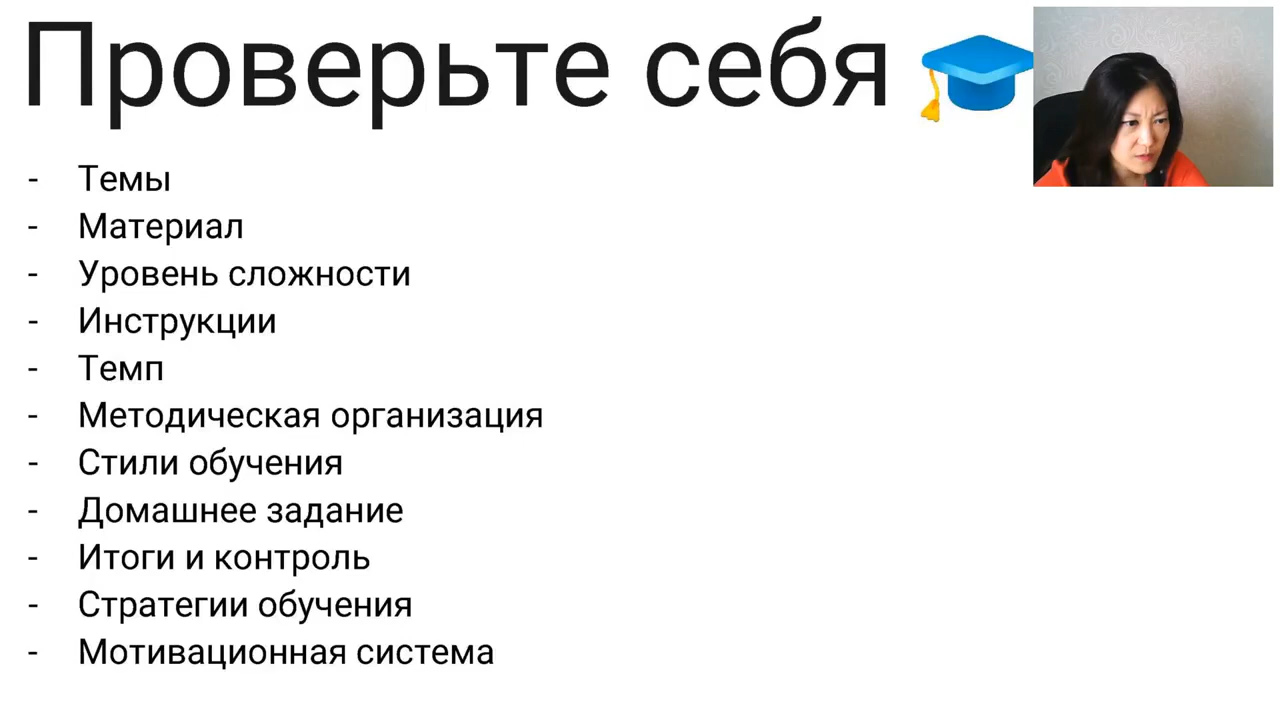 Проверьте себя
- Темы
- Материал
- Уровень сложности
- Инструкции
- Темп
- Методическая организация
- Стили обучения
- Домашнее задание
- Итоги и контроль
- Стратегии обучения
- Мотивационная система